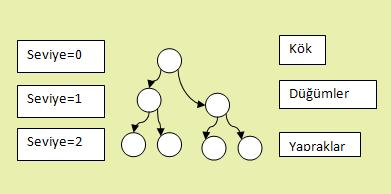 Seviye=0
Kök
Seviye=1
Düğümler
Seviye=2
Yapraklar